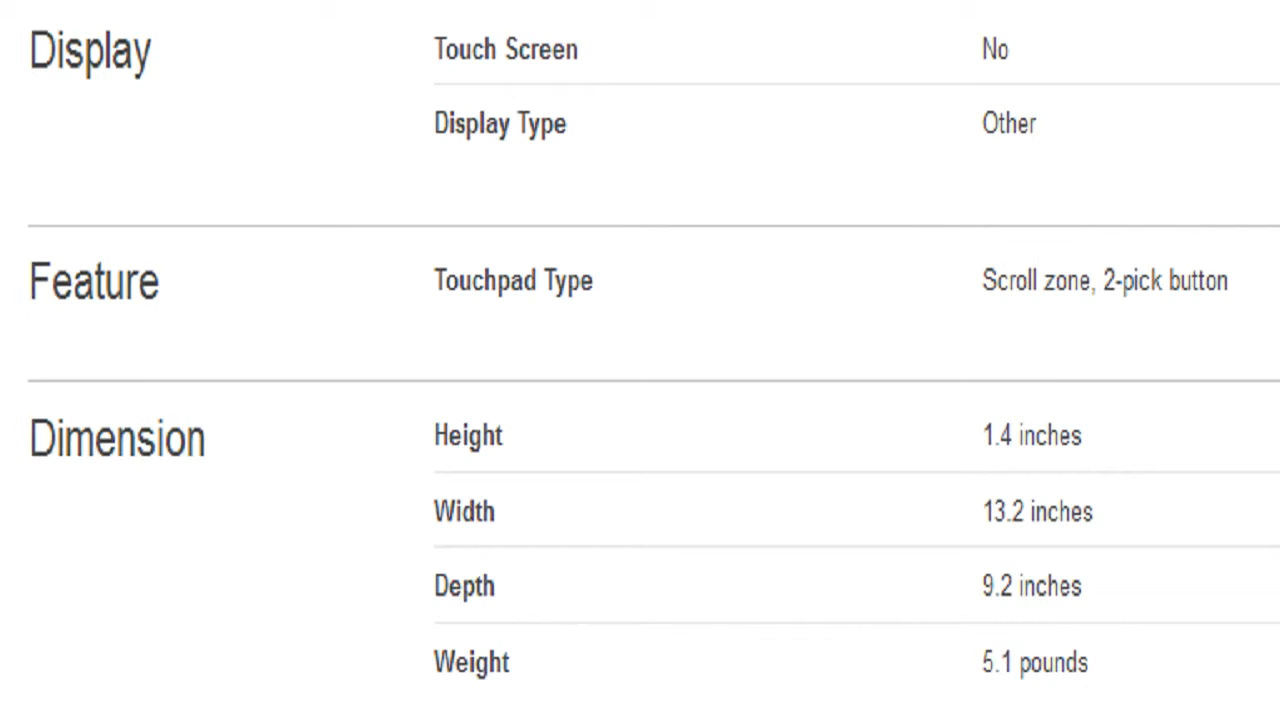 Display Touch Screen No
Display Type Other
Feature Touchpad Type Scroll zone, 2-pick button
Dimension Height 1.4 inches
Width 13.2 inches
Depth 9.2 inches
Weight 5.1 pounds